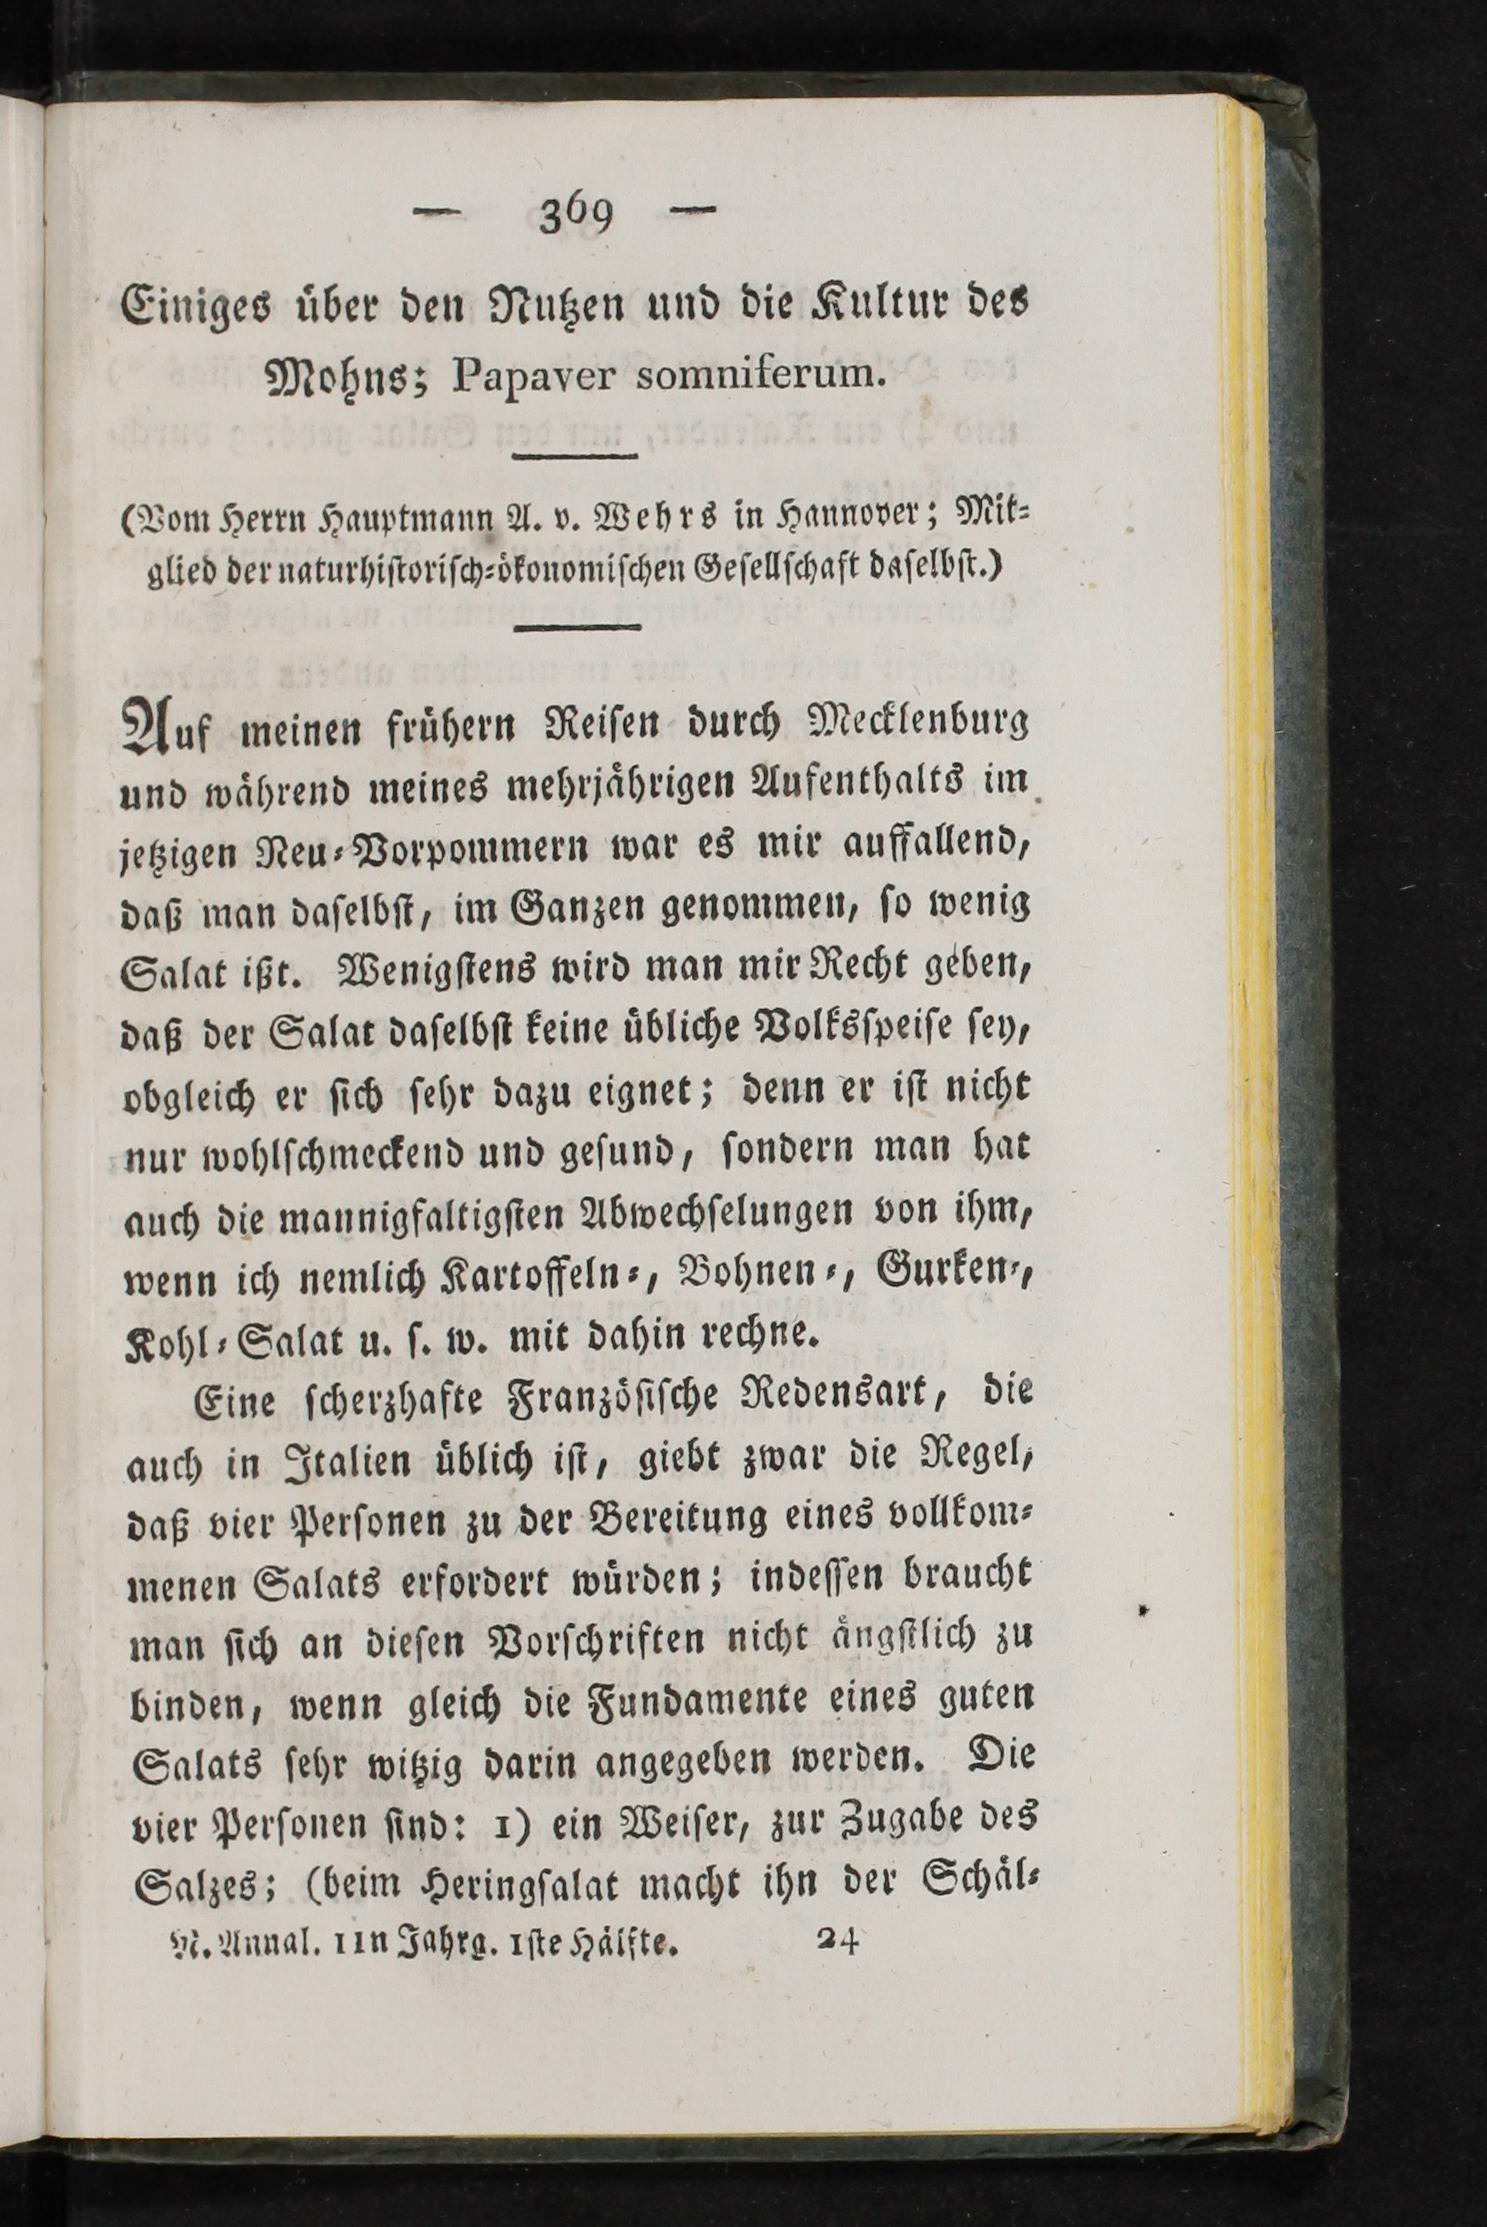 — 369 —
Einiges über den Nutzen und die Kultur des
Mohns; Papaver somniferum.
(Vom Herrn Hauptmann A. v. Wehrs in Hannover; Mit⸗
glied der naturhiſtoriſch⸗ökonomiſchen Geſellſchaft daſelbſt.)
Auf meinen frühern Reiſen durch Mecklenburg
und während meines mehrjährigen Aufenthalts im
jetzigen Neu⸗Vorpommern war es mir auffallend,
daß man daſelbſt, im Ganzen genommen, ſo wenig
Salat ißt. Wenigſtens wird man mir Recht geben,
daß der Salat daſelbſt keine übliche Volksſpeiſe ſey,
obgleich er ſich ſehr dazu eignet; denn er iſt nicht
nur wohlſchmeckend und geſund, ſondern man hat
auch die mannigfaltigſten Abwechſelungen von ihm,
wenn ich nemlich Kartoffeln⸗, Bohnen⸗, Gurken⸗,
Kohl⸗Salat u. ſ. w. mit dahin rechne.
Eine ſcherzhafte Franzöſiſche Redensart, die
auch in Italien üblich iſt, giebt zwar die Regel,
daß vier Perſonen zu der Bereitung eines vollkom⸗
menen Salats erfordert würden; indeſſen braucht
man ſich an dieſen Vorſchriften nicht ängſtlich zu
binden, wenn gleich die Fundamente eines guten
Salats ſehr witzig darin angegeben werden. Die
vier Perſonen ſind: 1) ein Weiſer, zur Zugabe des
Salzes; (beim Heringſalat macht ihn der Schäl⸗
N. Annal. 11n Jahrg. 1ſte Hälfte. 24